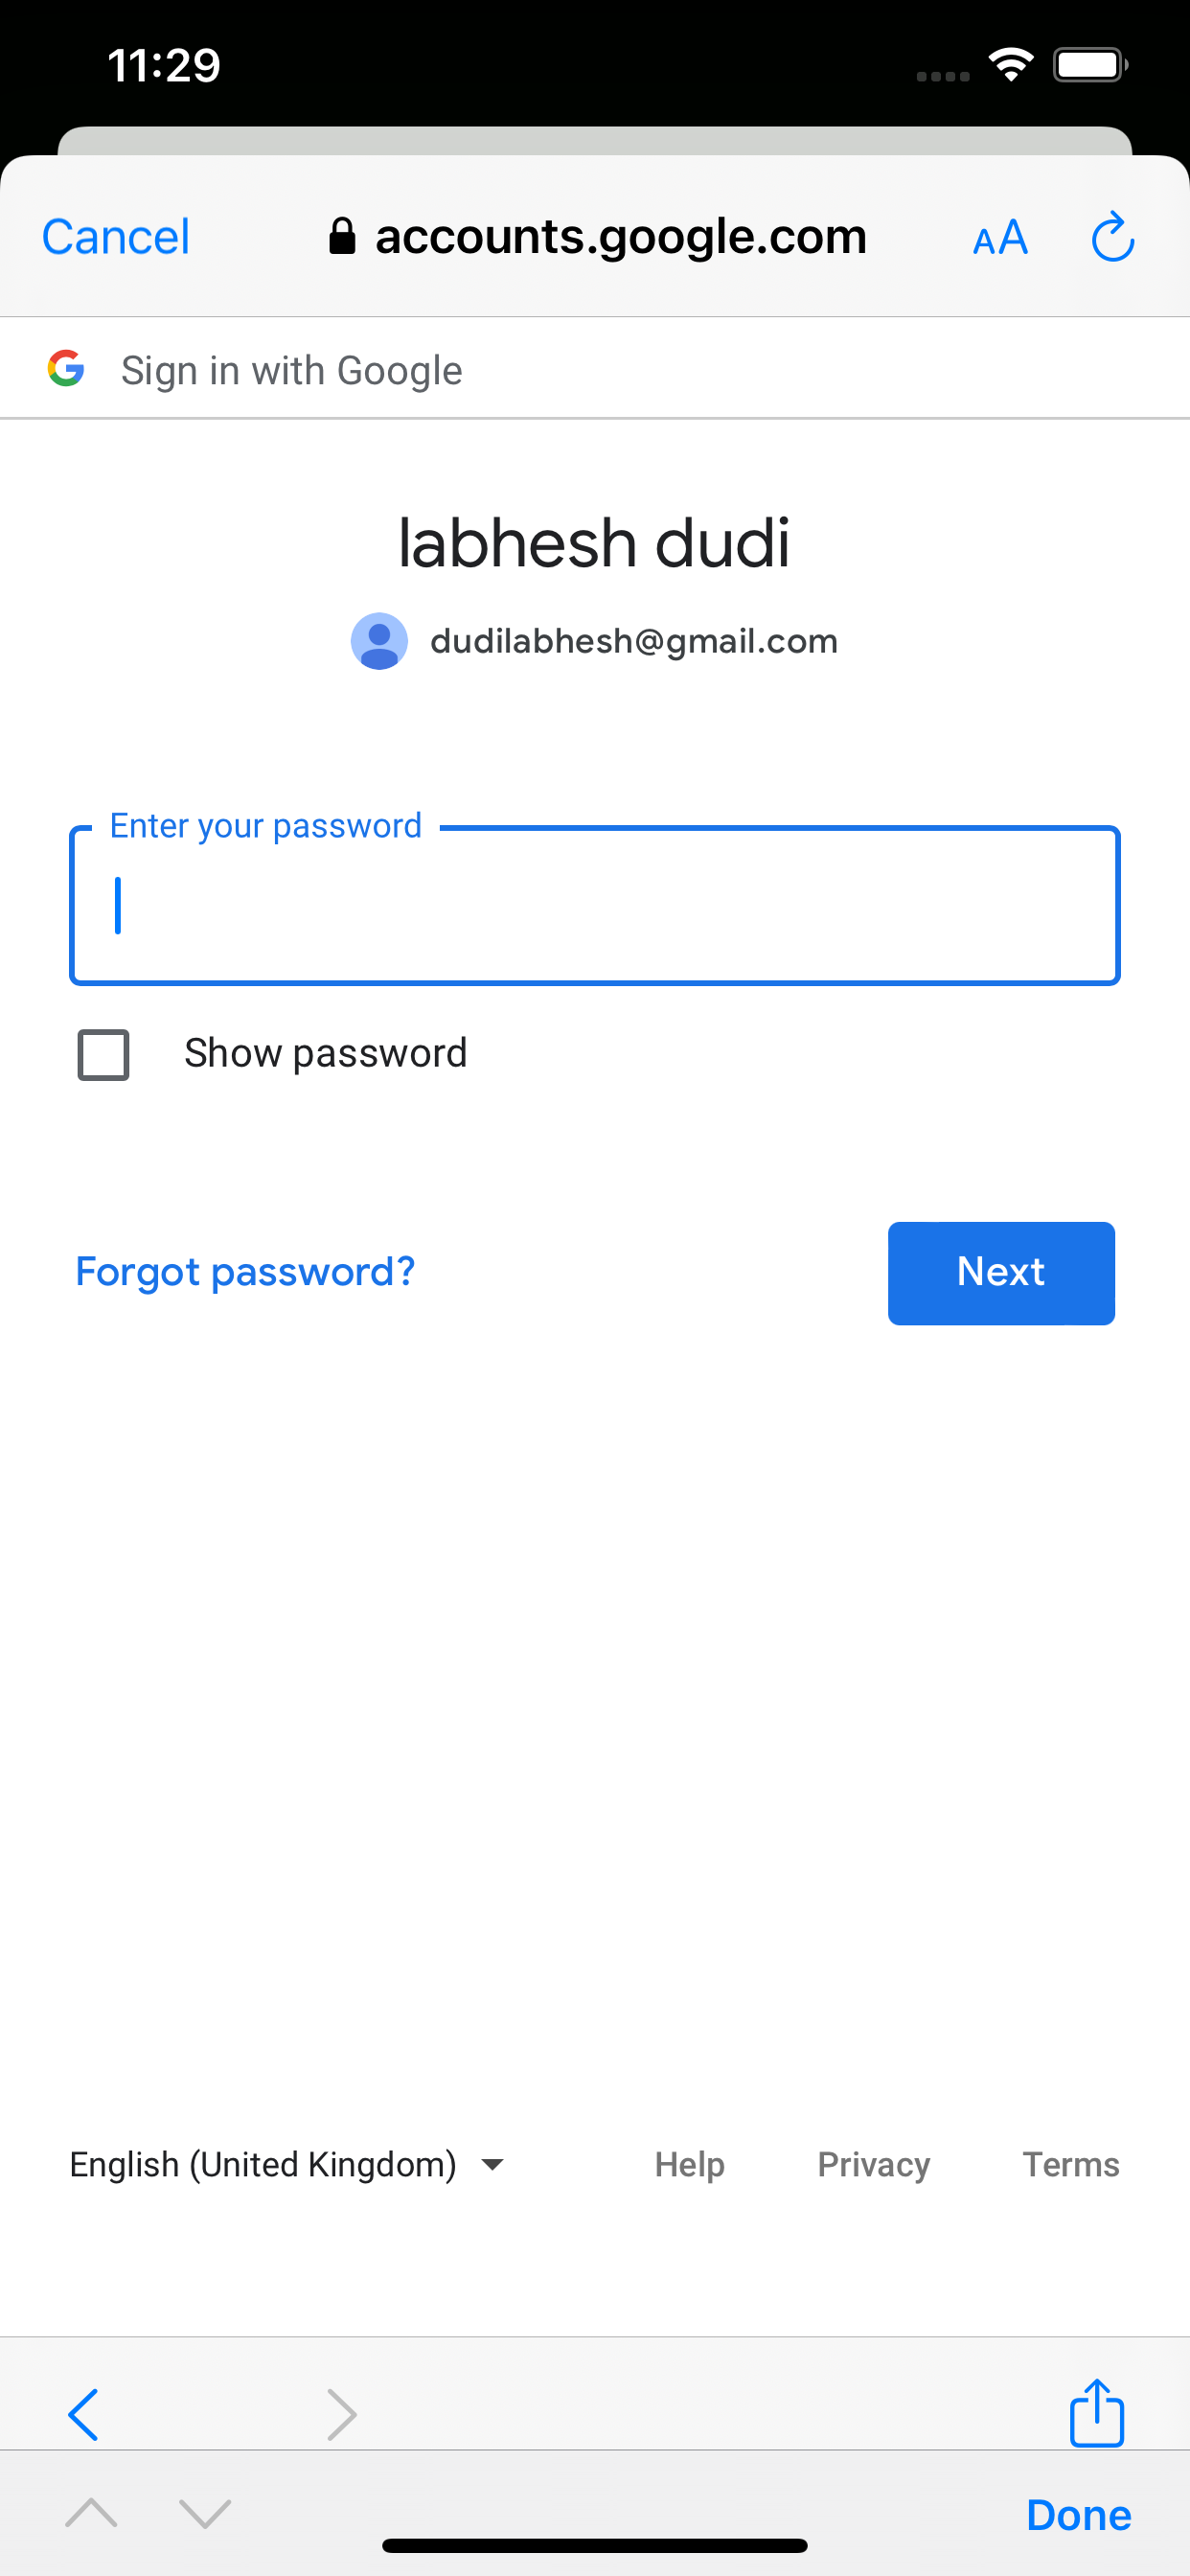 11:29
Cancel
accounts.google.com
AA
Sign in with Google
labhesh dudi
dudilabhesh@gmail.com
Enter your password
Show password
Forgot password?
Next
English (United Kingdom)
Help
Privacy
Terms
Done